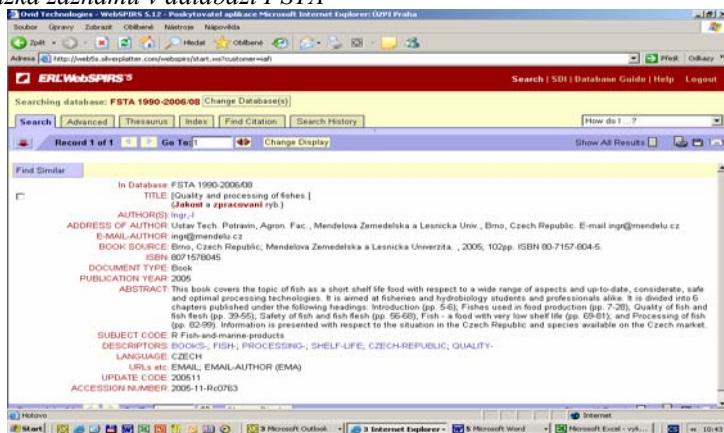 zka záznamu v databázi FSTA
Ovid Technologies - WebSPIRS 5.12 - Poskytovatel aplikace Microsoft Internet Explorer: ÚZPI Praha
Soubor Úpravy Zobrazit Oblíbené Nástroje Nápověda
Zpět Hledat Oblíbené
Adresa http://web5s.silverplatter.com/webspirs/start.ws?customer=iafi Přejít Odkazy
ERL WebSPIRS 5 Search | SDI | Database Guide | Help Logout
Searching database: FSTA 1990-2006/08 Change Database(s)
Search Advanced Thesaurus Index Find Citation Search History How do I ...?
Record 1 of 1 Go To: 1 Change Display Show All Results
Find Similar
In Database: FSTA 1990-2006/08
TITLE: [Quality and processing of fishes.]
(Jakost a zpracovani ryb.)
AUTHOR(S): Ingr,-I
ADDRESS OF AUTHOR: Ustav Tech. Potravin, Agron. Fac., Mendelova Zemedelska a Lesnicka Univ., Brno, Czech Republic. E-mail ingr@mendelu.cz
E-MAIL-AUTHOR: ingr@mendelu.cz
BOOK SOURCE: Brno, Czech Republic; Mendelova Zemedelska a Lesnicka Univerzita. , 2005; 102pp. ISBN 80-7157-804-5.
ISBN: 8071578045
DOCUMENT TYPE: Book
PUBLICATION YEAR: 2005
ABSTRACT: This book covers the topic of fish as a short shelf life food with respect to a wide range of aspects and up-to-date, considerate, safe
and optimal processing technologies. It is aimed at fisheries and hydrobiology students and professionals alike. It is divided into 6
chapters published under the following headings: Introduction (pp. 5-6); Fishes used in food production (pp. 7-28); Quality of fish and
fish flesh (pp. 39-55); Safety of fish and fish flesh (pp. 56-68); Fish - a food with very low shelf life (pp. 69-81); and Processing of fish
(pp. 82-99). Information is presented with respect to the situation in the Czech Republic and species available on the Czech market.
SUBJECT CODE: R Fish-and-marine-products
DESCRIPTORS: BOOKS-; FISH-; PROCESSING-; SHELF-LIFE; CZECH-REPUBLIC; QUALITY-
LANGUAGE: CZECH
URLs etc: EMAIL; EMAIL-AUTHOR (EMA)
UPDATE CODE: 200511
ACCESSION NUMBER: 2005-11-Rc0763
Hotovo Internet
Start 3 Microsoft Outlook 3 Internet Explorer 5 Microsoft Word Microsoft Excel - vyk... CS 10:43